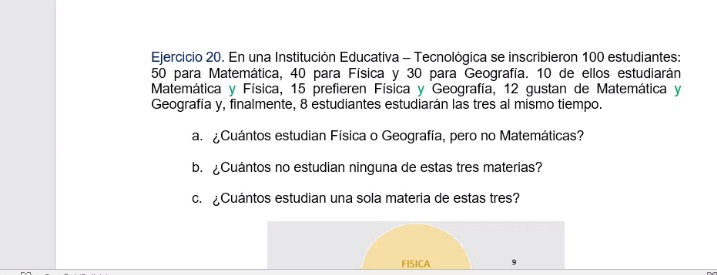 Ejercicio 20. En una Institución Educativa – Tecnológica se inscribieron 100 estudiantes:
50 para Matemática, 40 para Física y 30 para Geografía. 10 de ellos estudiarán
Matemática y Física, 15 prefieren Física y Geografía, 12 gustan de Matemática y
Geografía y, finalmente, 8 estudiantes estudiarán las tres al mismo tiempo.
a. ¿Cuántos estudian Física o Geografía, pero no Matemáticas?
b. ¿Cuántos no estudian ninguna de estas tres materias?
c. ¿Cuántos estudian una sola materia de estas tres?
FISICA 9